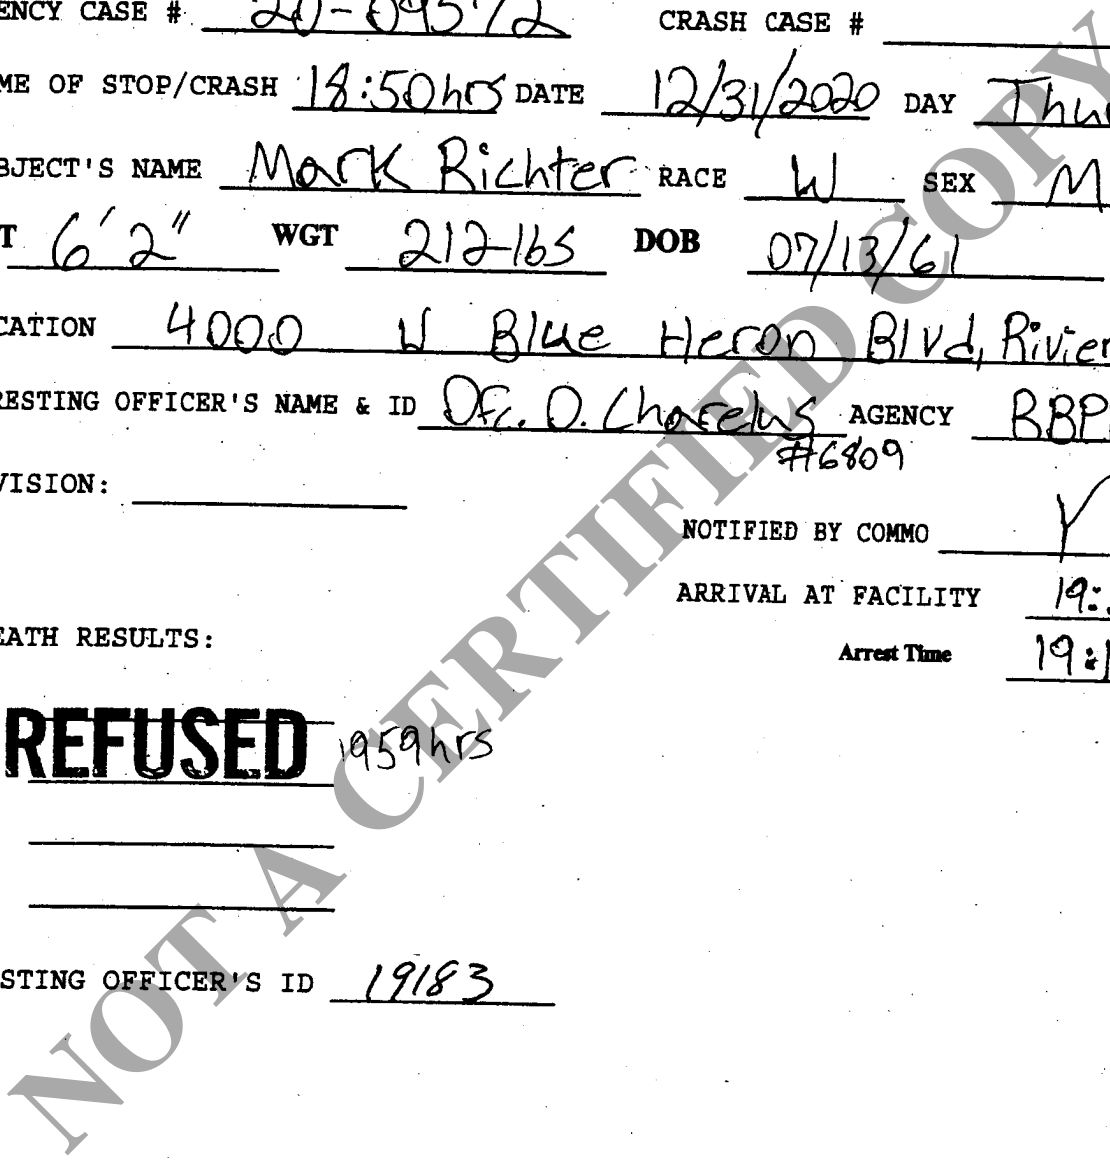 ENCY CASE # 20-09572 CRASH CASE #
ME OF STOP/CRASH 18:50hrs DATE 12/31/2020 DAY Thu
BJECT'S NAME Mark Richter RACE W SEX M
T 6'2" WGT 212lbs DOB 07/13/61
CATION 4000 W Blue Heron Blvd, Rivier
RESTING OFFICER'S NAME & ID Ofc. D. Charelus AGENCY RBP
#6809
VISION:
NOTIFIED BY COMMO Y
ARRIVAL AT FACILITY 19:
EATH RESULTS:
Arrest Time 19:1
REFUSED 1959hrs
STING OFFICER'S ID 19183
NOT A CERTIFIED COPY